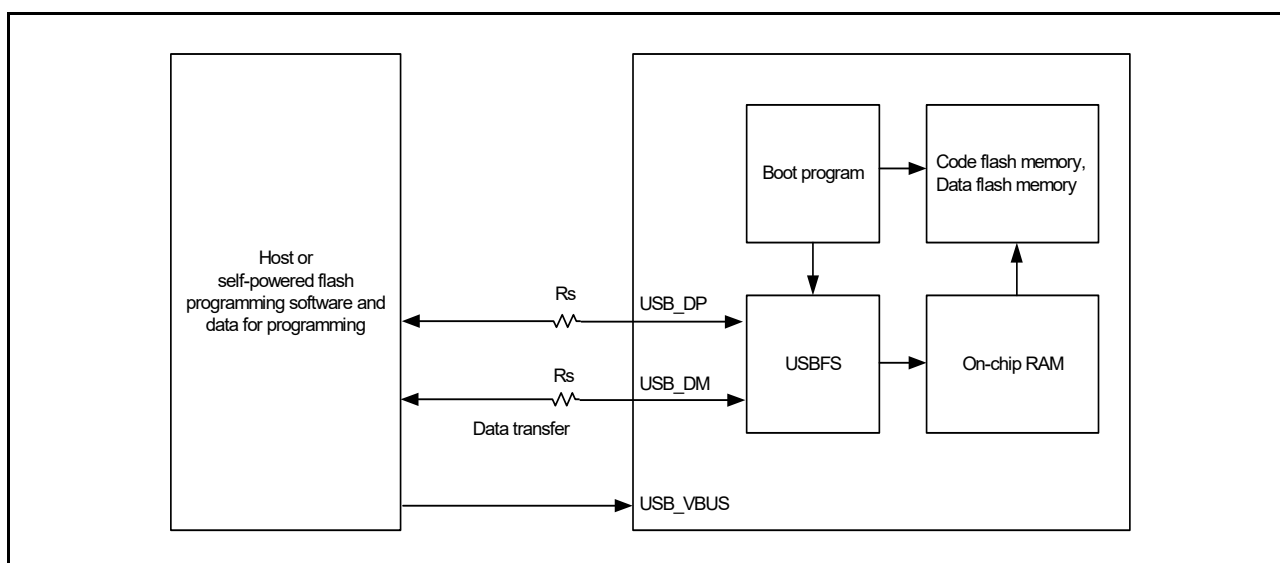 Host or
self-powered flash
programming software and
data for programming
Rs
USB_DP
Rs
USB_DM
Data transfer
USB_VBUS
Boot program
Code flash memory,
Data flash memory
USBFS
On-chip RAM